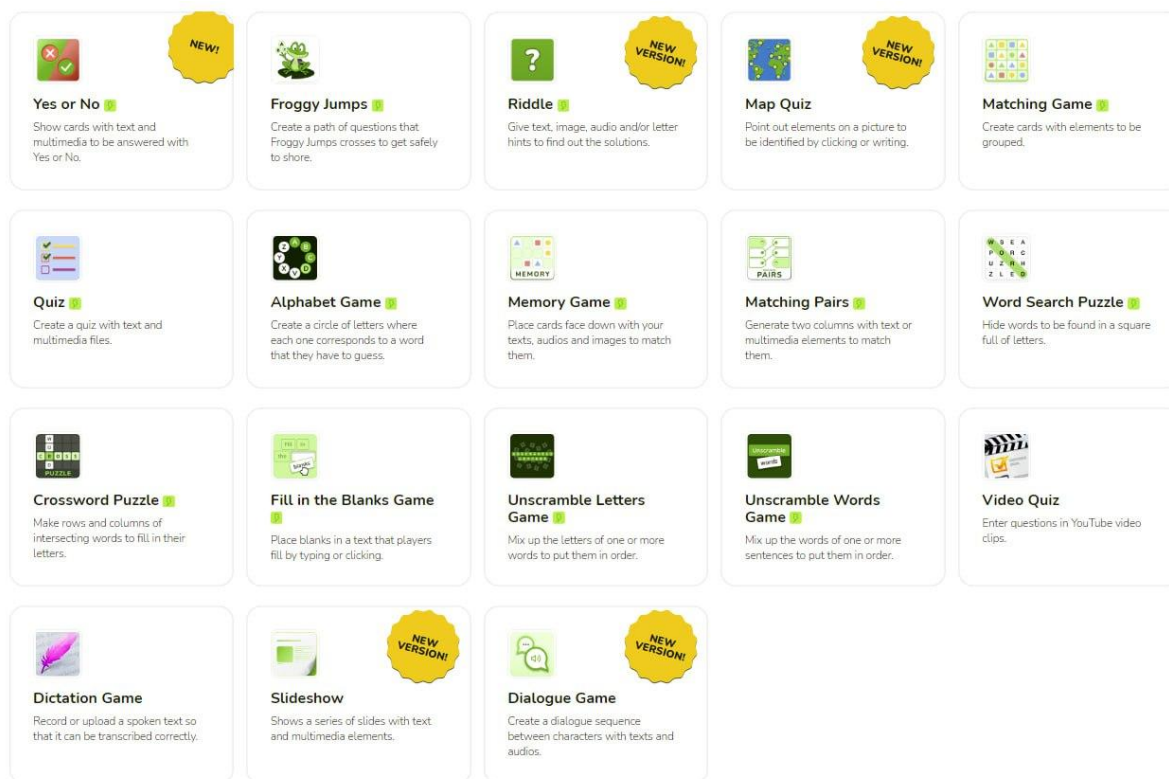 NEW!
Yes or No
Show cards with text and
multimedia to be answered with
Yes or No.
Froggy Jumps
Create a path of questions that
Froggy Jumps crosses to get safely
to shore.
NEW
VERSION!
Riddle
Give text, image, audio and/or letter
hints to find out the solutions.
NEW
VERSION!
Map Quiz
Point out elements on a picture to
be identified by clicking or writing.
Matching Game
Create cards with elements to be
grouped.
Quiz
Create a quiz with text and
multimedia files.
Z A B
Y C
X V D
Alphabet Game
Create a circle of letters where
each one corresponds to a word
that they have to guess.
MEMORY
Memory Game
Place cards face down with your
texts, audios and images to match
them.
PAIRS
Matching Pairs
Generate two columns with text or
multimedia elements to match
them.
W S E A
P O R C
U Z R H
Z L E D
Word Search Puzzle
Hide words to be found in a square
full of letters.
W
O
CROSS
D
PUZZLE
Crossword Puzzle
Make rows and columns of
intersecting words to fill in their
letters.
Fill in
the
blanks
Fill in the Blanks Game
Place blanks in a text that players
fill by typing or clicking.
Unscramble Letters
Game
Mix up the letters of one or more
words to put them in order.
Unscramble
words
Unscramble Words
Game
Mix up the words of one or more
sentences to put them in order.
Video Quiz
Enter questions in YouTube video
clips.
Dictation Game
Record or upload a spoken text so
that it can be transcribed correctly.
NEW
VERSION!
Slideshow
Shows a series of slides with text
and multimedia elements.
NEW
VERSION!
Dialogue Game
Create a dialogue sequence
between characters with texts and
audios.